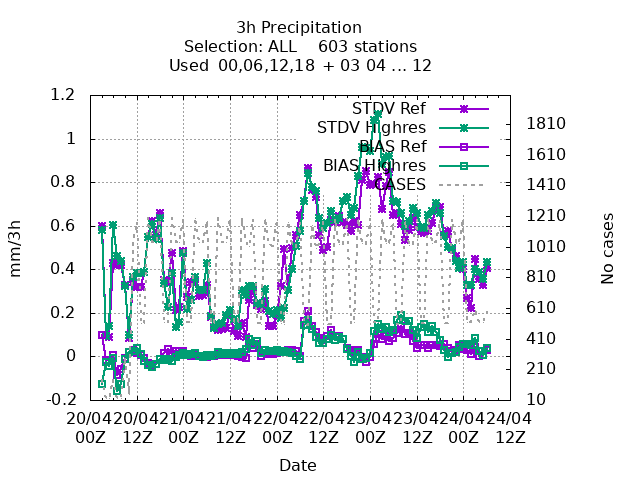 3h Precipitation
Selection: ALL 603 stations
Used 00,06,12,18 + 03 04 ... 12
1.2
1
0.8
0.6
0.4
0.2
0
-0.2
mm/3h
STDV Ref
STDV Highres
BIAS Ref
BIAS Highres
CASES
1810
1610
1410
1210
1010
810
610
410
210
10
No cases
20/04 20/04 21/04 21/04 22/04 22/04 23/04 23/04 24/04 24/04
00Z 12Z 00Z 12Z 00Z 12Z 00Z 12Z 00Z 12Z
Date